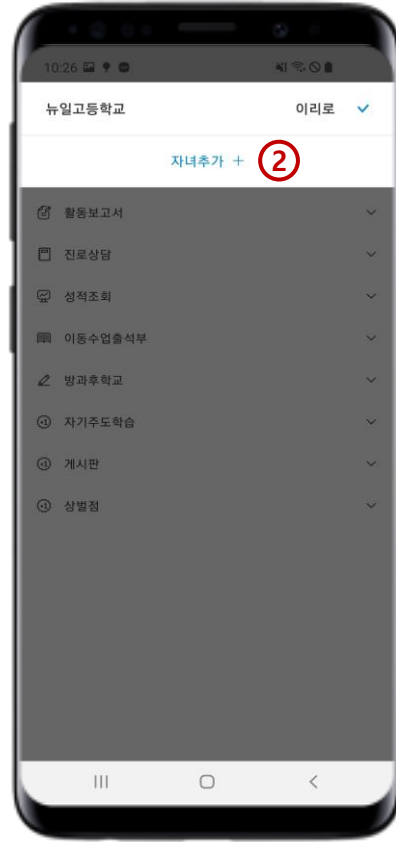 10:26
뉴일고등학교 이리로
자녀추가 + ②
활동보고서
진로상담
성적조회
이동수업출석부
방과후학교
자기주도학습
게시판
상벌점